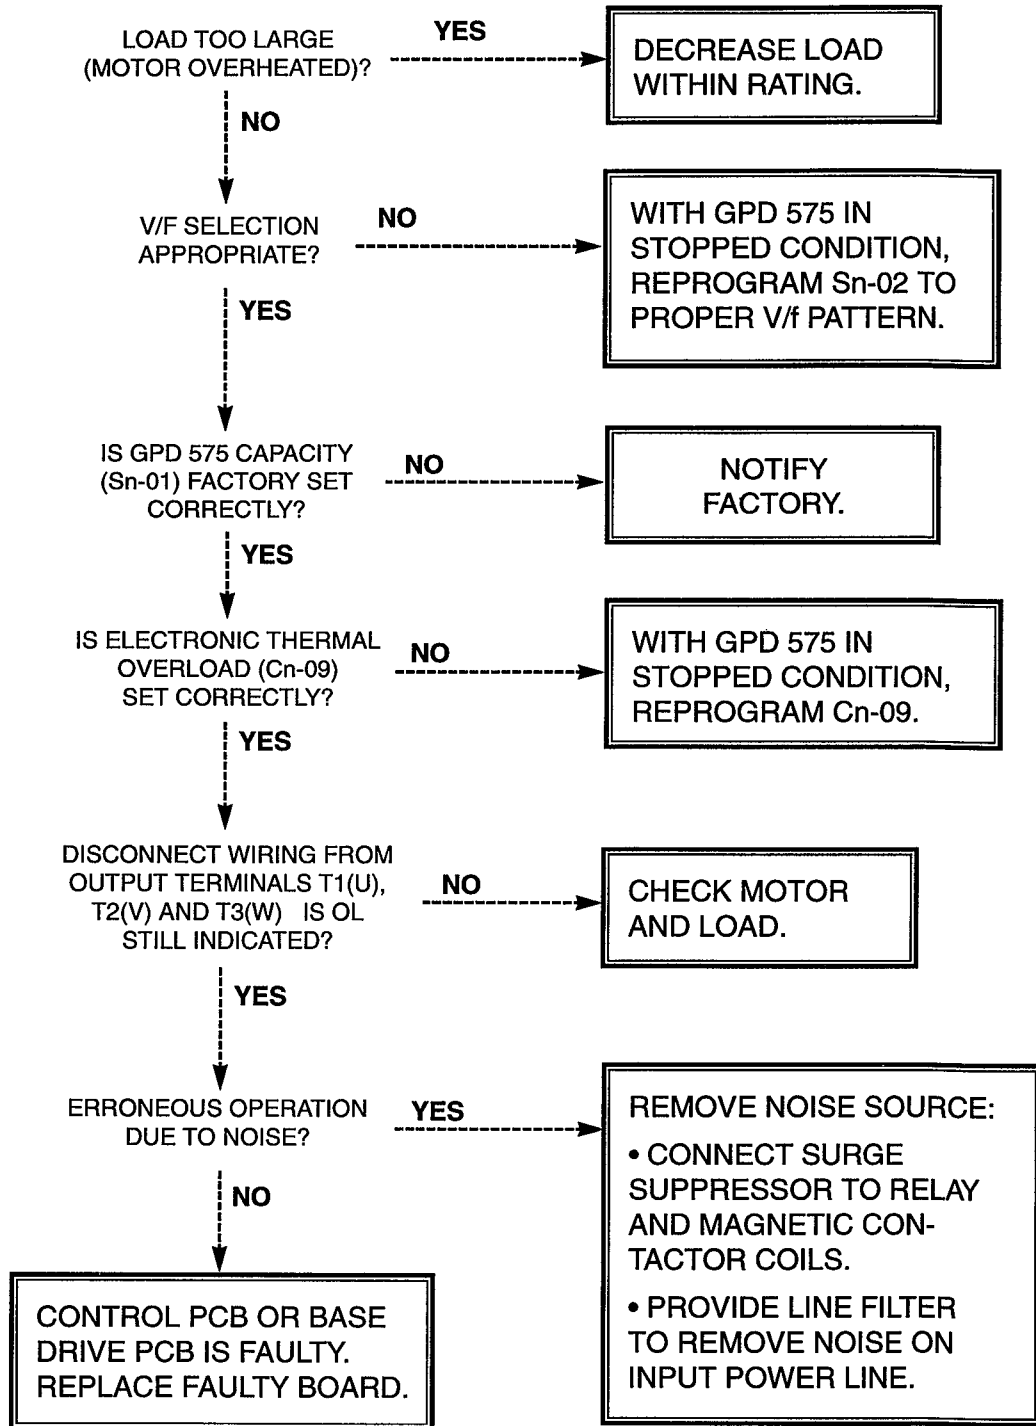 LOAD TOO LARGE
(MOTOR OVERHEATED)?
YES
DECREASE LOAD
WITHIN RATING.
NO
V/F SELECTION
APPROPRIATE?
NO
WITH GPD 575 IN
STOPPED CONDITION,
REPROGRAM Sn-02 TO
PROPER V/f PATTERN.
YES
IS GPD 575 CAPACITY
(Sn-01) FACTORY SET
CORRECTLY?
NO
NOTIFY
FACTORY.
YES
IS ELECTRONIC THERMAL
OVERLOAD (Cn-09)
SET CORRECTLY?
NO
WITH GPD 575 IN
STOPPED CONDITION,
REPROGRAM Cn-09.
YES
DISCONNECT WIRING FROM
OUTPUT TERMINALS T1(U),
T2(V) AND T3(W) IS OL
STILL INDICATED?
NO
CHECK MOTOR
AND LOAD.
YES
ERRONEOUS OPERATION
DUE TO NOISE?
YES
REMOVE NOISE SOURCE:
• CONNECT SURGE
SUPPRESSOR TO RELAY
AND MAGNETIC CON-
TACTOR COILS.
• PROVIDE LINE FILTER
TO REMOVE NOISE ON
INPUT POWER LINE.
NO
CONTROL PCB OR BASE
DRIVE PCB IS FAULTY.
REPLACE FAULTY BOARD.